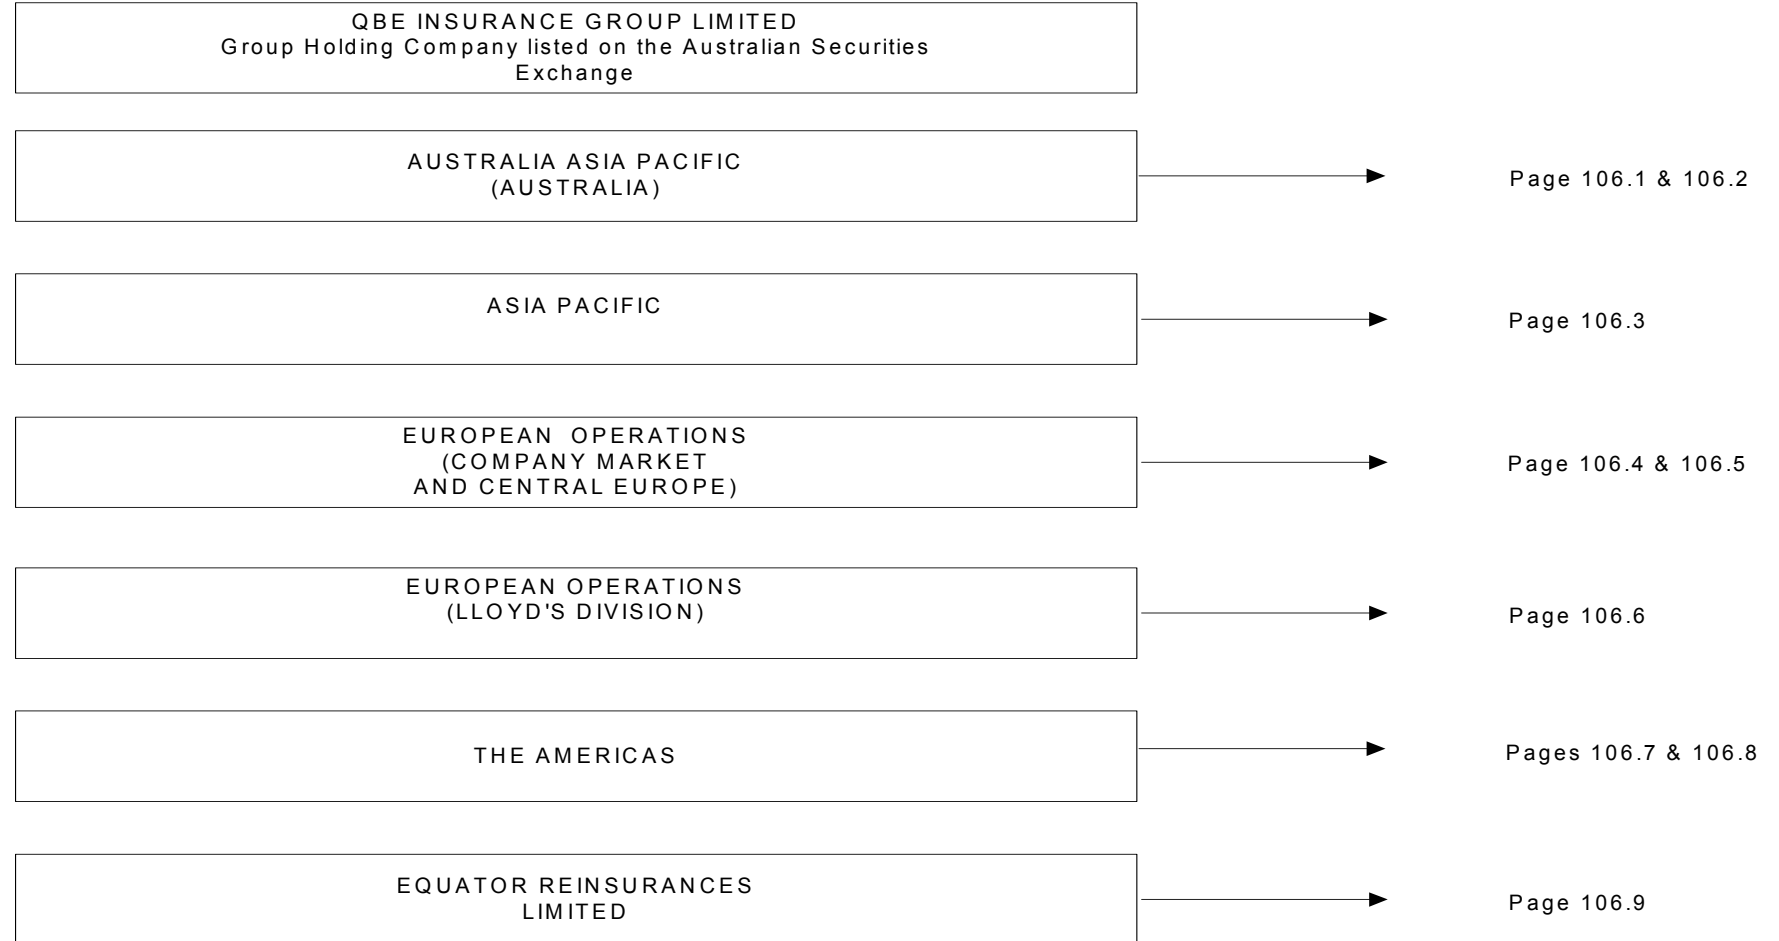 QBE INSURANCE GROUP LIMITED
Group Holding Company listed on the Australian Securities
Exchange
AUSTRALIA ASIA PACIFIC
(AUSTRALIA)
Page 106.1 & 106.2
ASIA PACIFIC
Page 106.3
EUROPEAN OPERATIONS
(COMPANY MARKET
AND CENTRAL EUROPE)
Page 106.4 & 106.5
EUROPEAN OPERATIONS
(LLOYD'S DIVISION)
Page 106.6
THE AMERICAS
Pages 106.7 & 106.8
EQUATOR REINSURANCES
LIMITED
Page 106.9